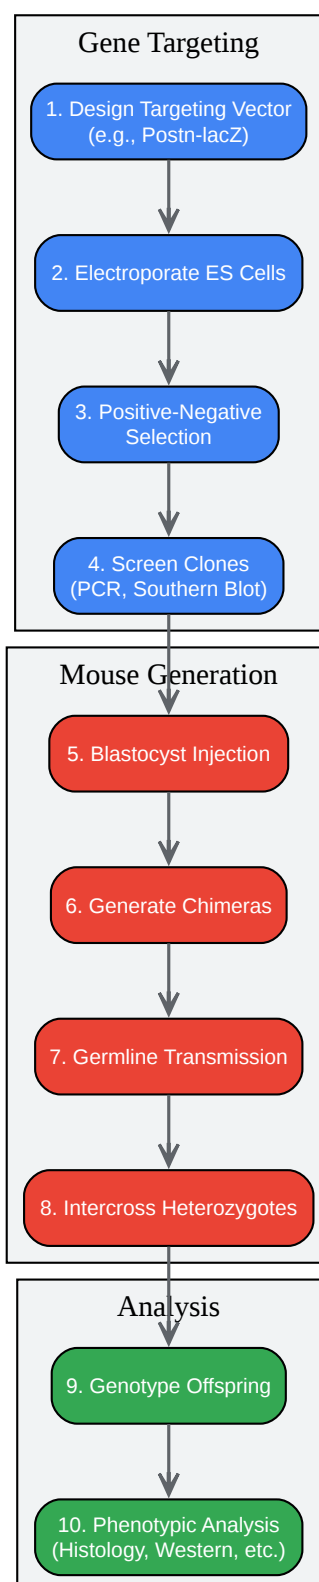 Gene Targeting
1. Design Targeting Vector
(e.g., Postn-lacZ)
2. Electroporate ES Cells
3. Positive-Negative
Selection
4. Screen Clones
(PCR, Southern Blot)
Mouse Generation
5. Blastocyst Injection
6. Generate Chimeras
7. Germline Transmission
8. Intercross Heterozygotes
Analysis
9. Genotype Offspring
10. Phenotypic Analysis
(Histology, Western, etc.)